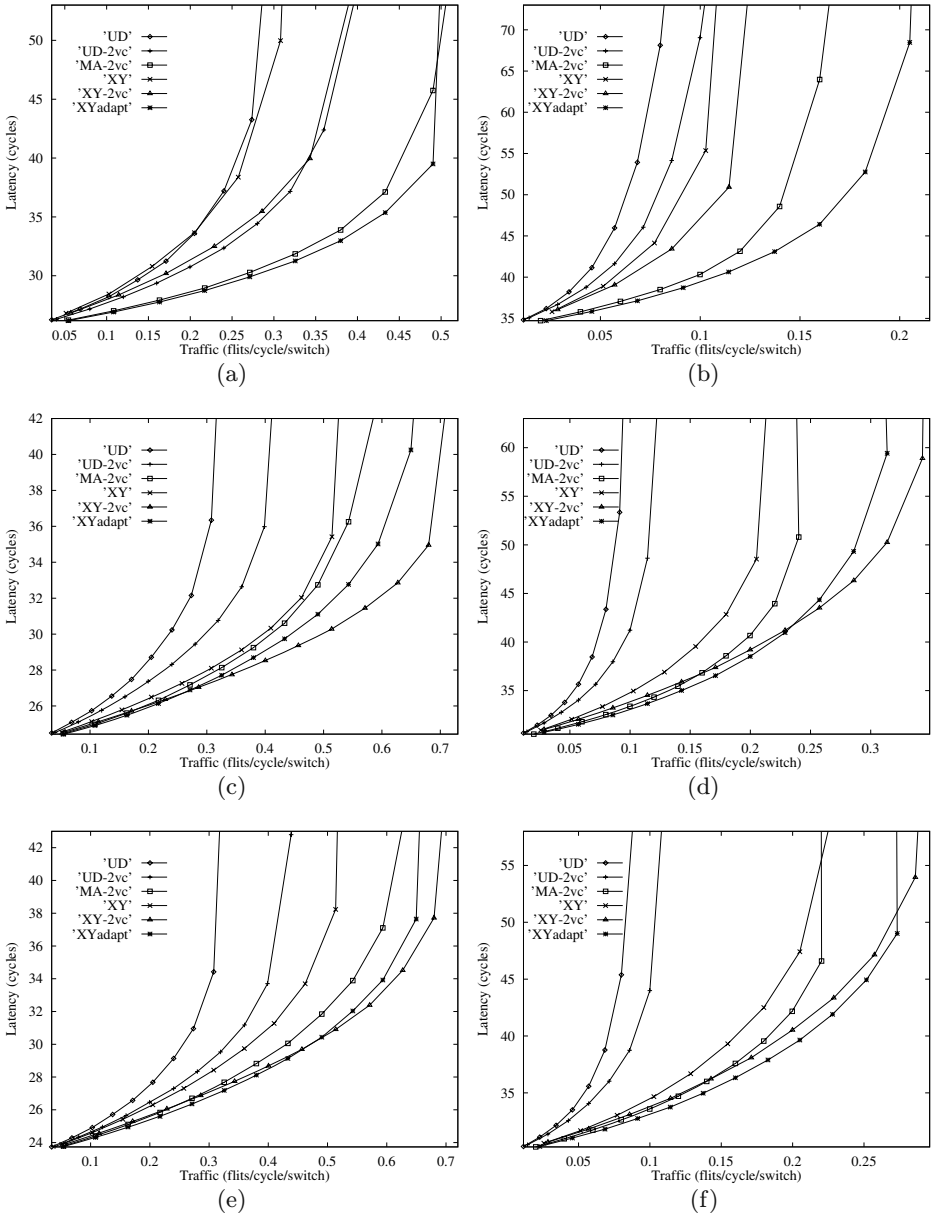 50
45
40
35
30
Latency (cycles)
'UD'
'UD-2vc'
'MA-2vc'
'XY'
'XY-2vc'
'XYadapt'
0.05 0.1 0.15 0.2 0.25 0.3 0.35 0.4 0.45 0.5
Traffic (flits/cycle/switch)
(a)
70
65
60
55
50
45
40
35
Latency (cycles)
'UD'
'UD-2vc'
'MA-2vc'
'XY'
'XY-2vc'
'XYadapt'
0.05 0.1 0.15 0.2
Traffic (flits/cycle/switch)
(b)
42
40
38
36
34
32
30
28
26
Latency (cycles)
'UD'
'UD-2vc'
'MA-2vc'
'XY'
'XY-2vc'
'XYadapt'
0.1 0.2 0.3 0.4 0.5 0.6 0.7
Traffic (flits/cycle/switch)
(c)
60
55
50
45
40
35
Latency (cycles)
'UD'
'UD-2vc'
'MA-2vc'
'XY'
'XY-2vc'
'XYadapt'
0.05 0.1 0.15 0.2 0.25 0.3
Traffic (flits/cycle/switch)
(d)
42
40
38
36
34
32
30
28
26
24
Latency (cycles)
'UD'
'UD-2vc'
'MA-2vc'
'XY'
'XY-2vc'
'XYadapt'
0.1 0.2 0.3 0.4 0.5 0.6 0.7
Traffic (flits/cycle/switch)
(e)
55
50
45
40
35
Latency (cycles)
'UD'
'UD-2vc'
'MA-2vc'
'XY'
'XY-2vc'
'XYadapt'
0.05 0.1 0.15 0.2 0.25
Traffic (flits/cycle/switch)
(f)